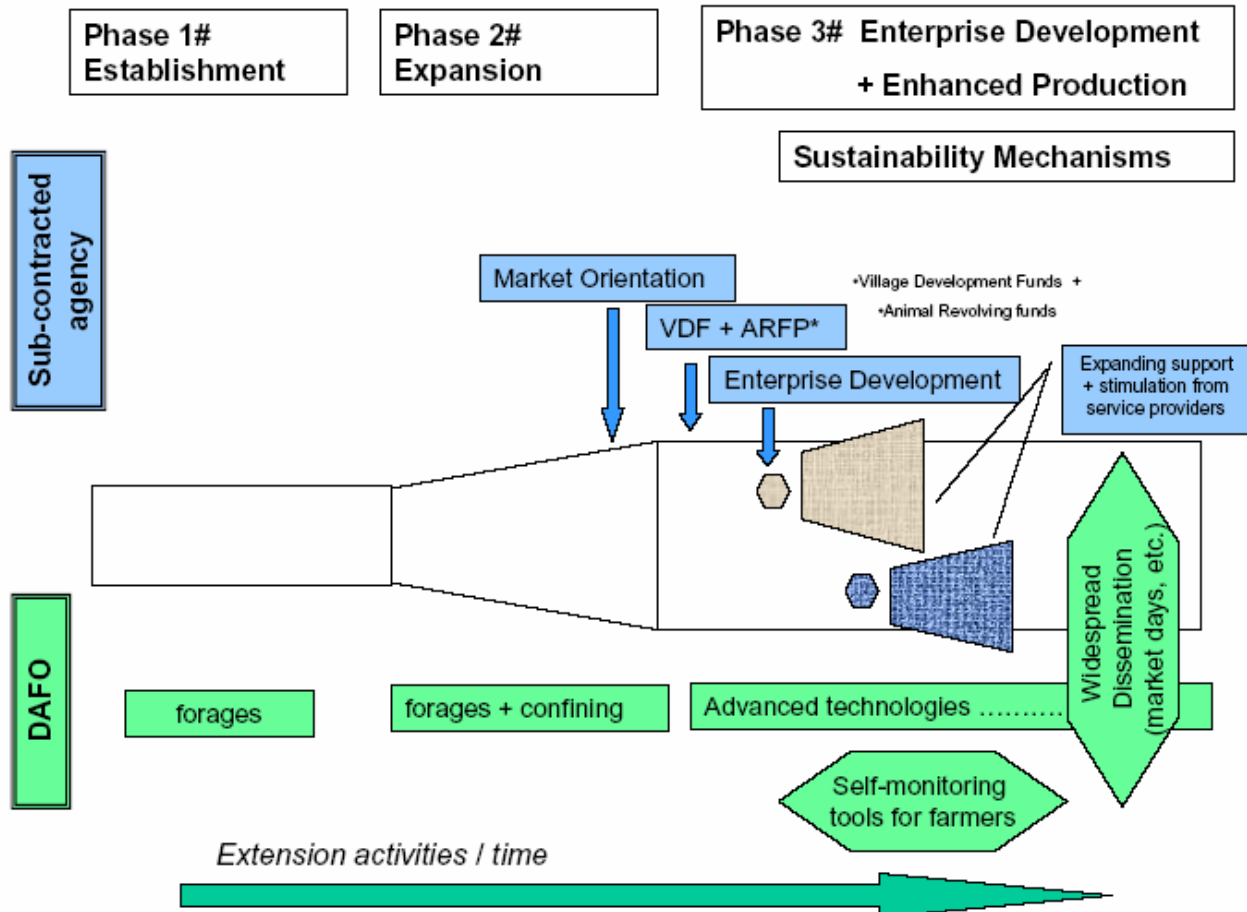 Phase 1#
Establishment
Phase 2#
Expansion
Phase 3# Enterprise Development
+ Enhanced Production
Sustainability Mechanisms
Sub-contracted
agency
Market Orientation
•Village Development Funds +
•Animal Revolving funds
VDF + ARFP*
Enterprise Development
Expanding support
+ stimulation from
service providers
Widespread
Dissemination
(market days, etc.)
DAFO
forages
forages + confining
Advanced technologies ..........
Self-monitoring
tools for farmers
Extension activities / time